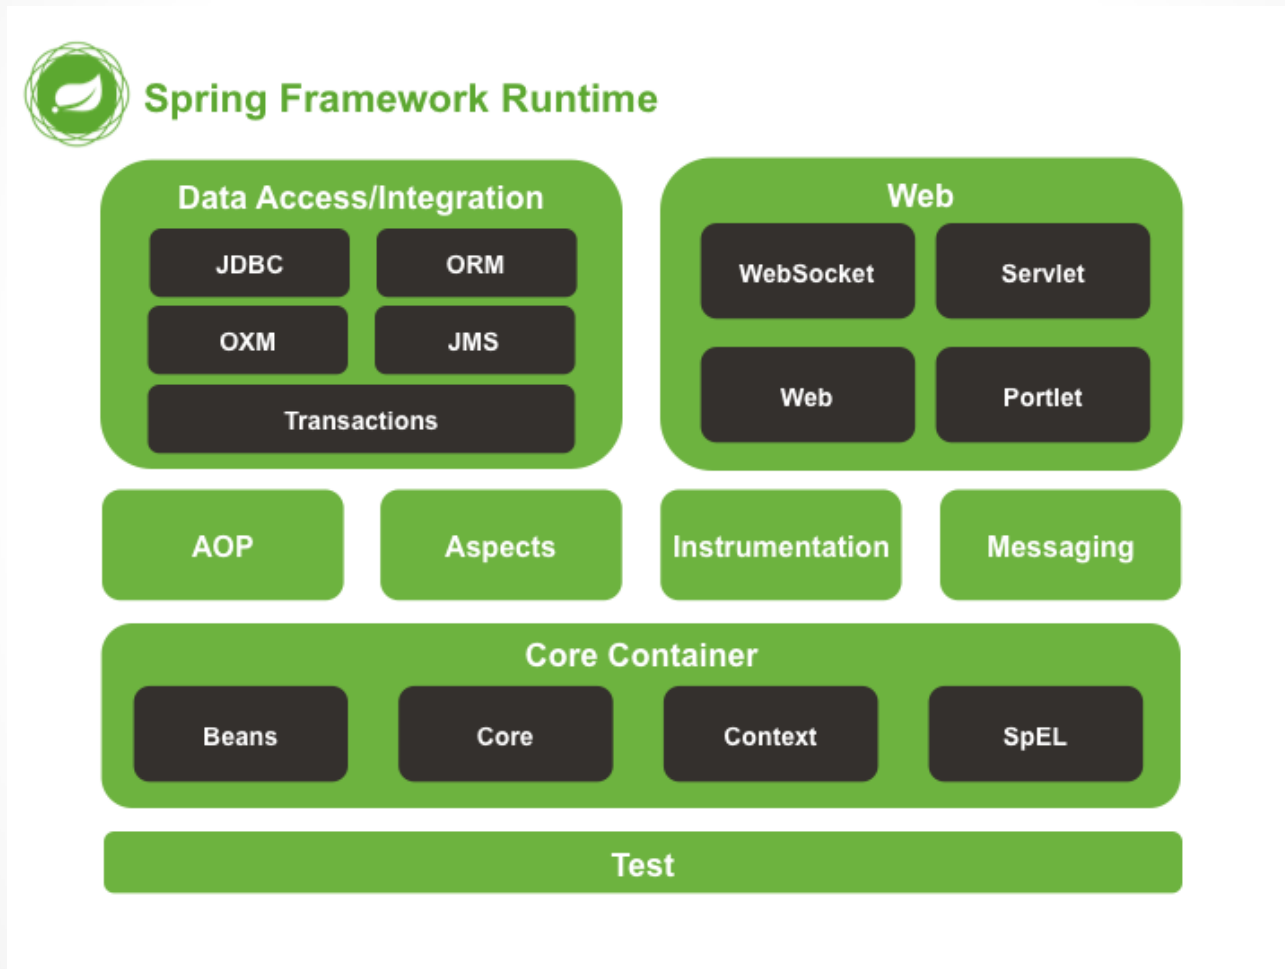 Spring Framework Runtime
Data Access/Integration
JDBC
ORM
OXM
JMS
Transactions
Web
WebSocket
Servlet
Web
Portlet
AOP
Aspects
Instrumentation
Messaging
Core Container
Beans
Core
Context
SpEL
Test